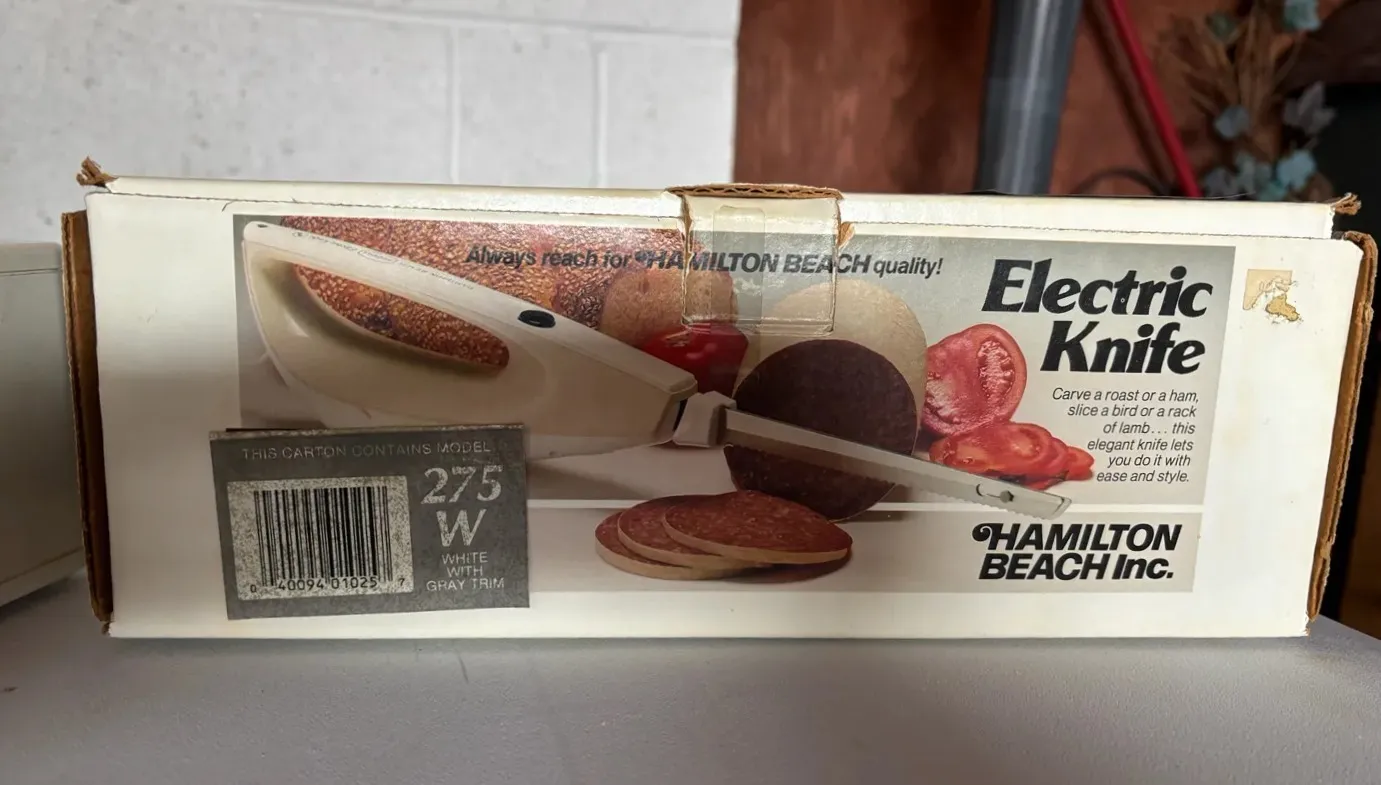 Always reach for HAMILTON BEACH quality!
Electric
Knife
Carve a roast or a ham,
slice a bird or a rack
of lamb... this
elegant knife lets
you do it with
ease and style.
HAMILTON
BEACH Inc.
THIS CARTON CONTAINS MODEL
275
W
WHITE
WITH
GRAY TRIM
0 40094 01025 7